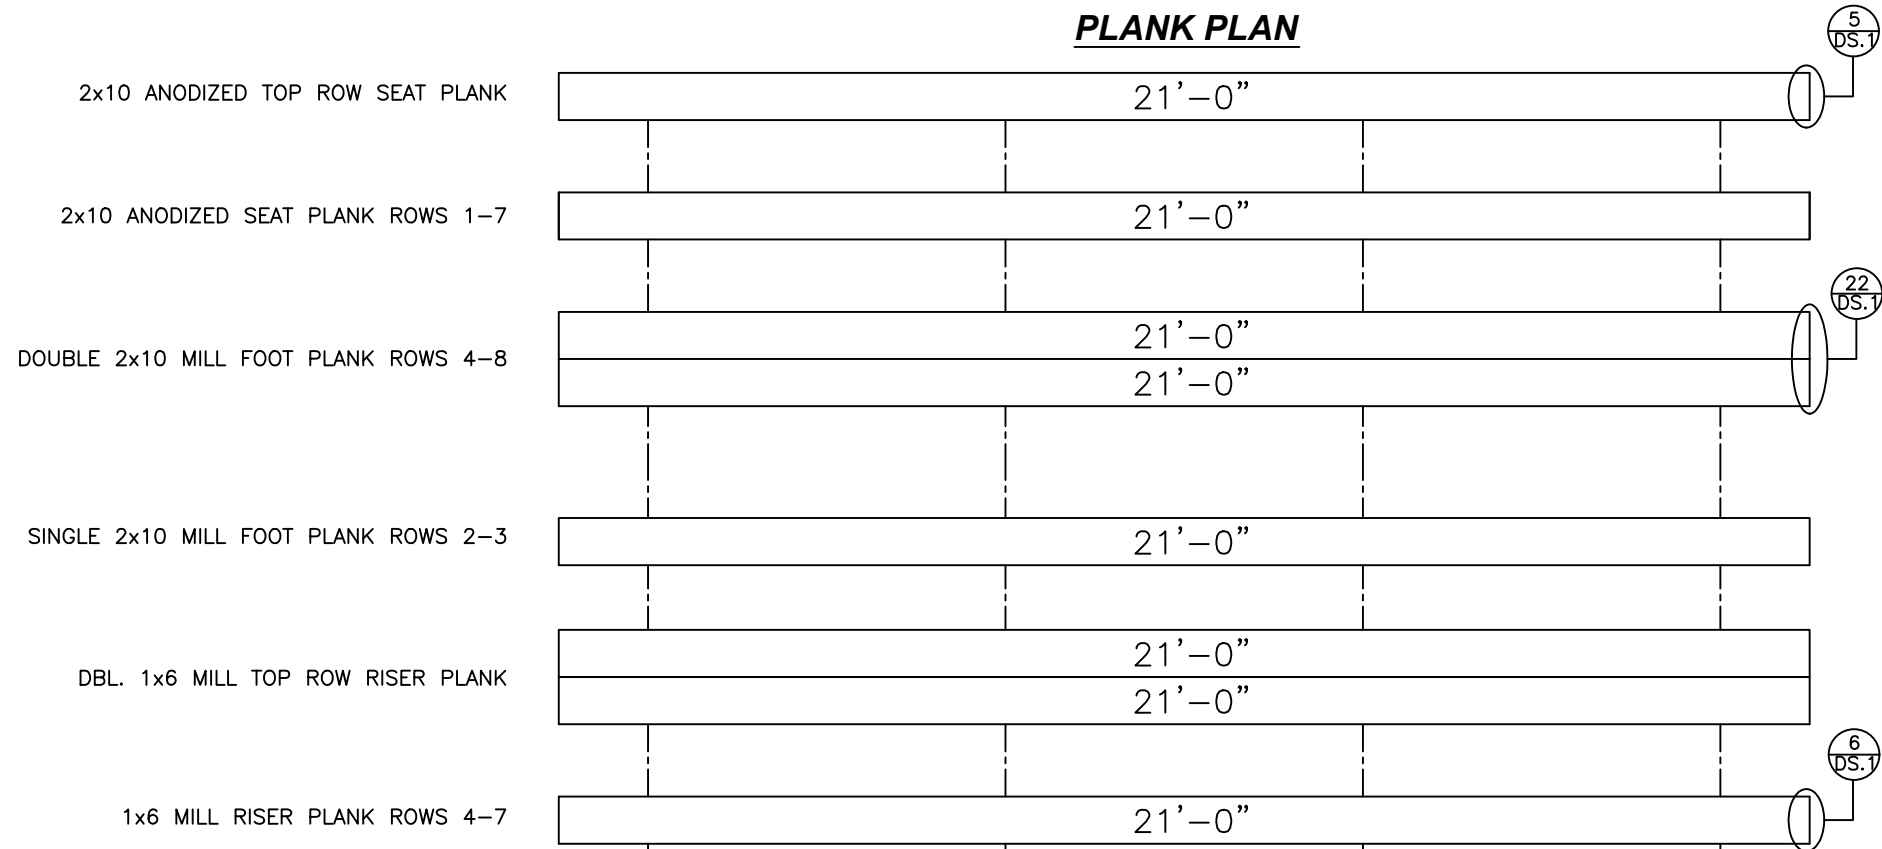 PLANK PLAN
5
DS.1
2x10 ANODIZED TOP ROW SEAT PLANK
21'-0"
2x10 ANODIZED SEAT PLANK ROWS 1-7
21'-0"
22
DS.1
21'-0"
DOUBLE 2x10 MILL FOOT PLANK ROWS 4-8
21'-0"
SINGLE 2x10 MILL FOOT PLANK ROWS 2-3
21'-0"
21'-0"
DBL. 1x6 MILL TOP ROW RISER PLANK
21'-0"
6
DS.1
1x6 MILL RISER PLANK ROWS 4-7
21'-0"